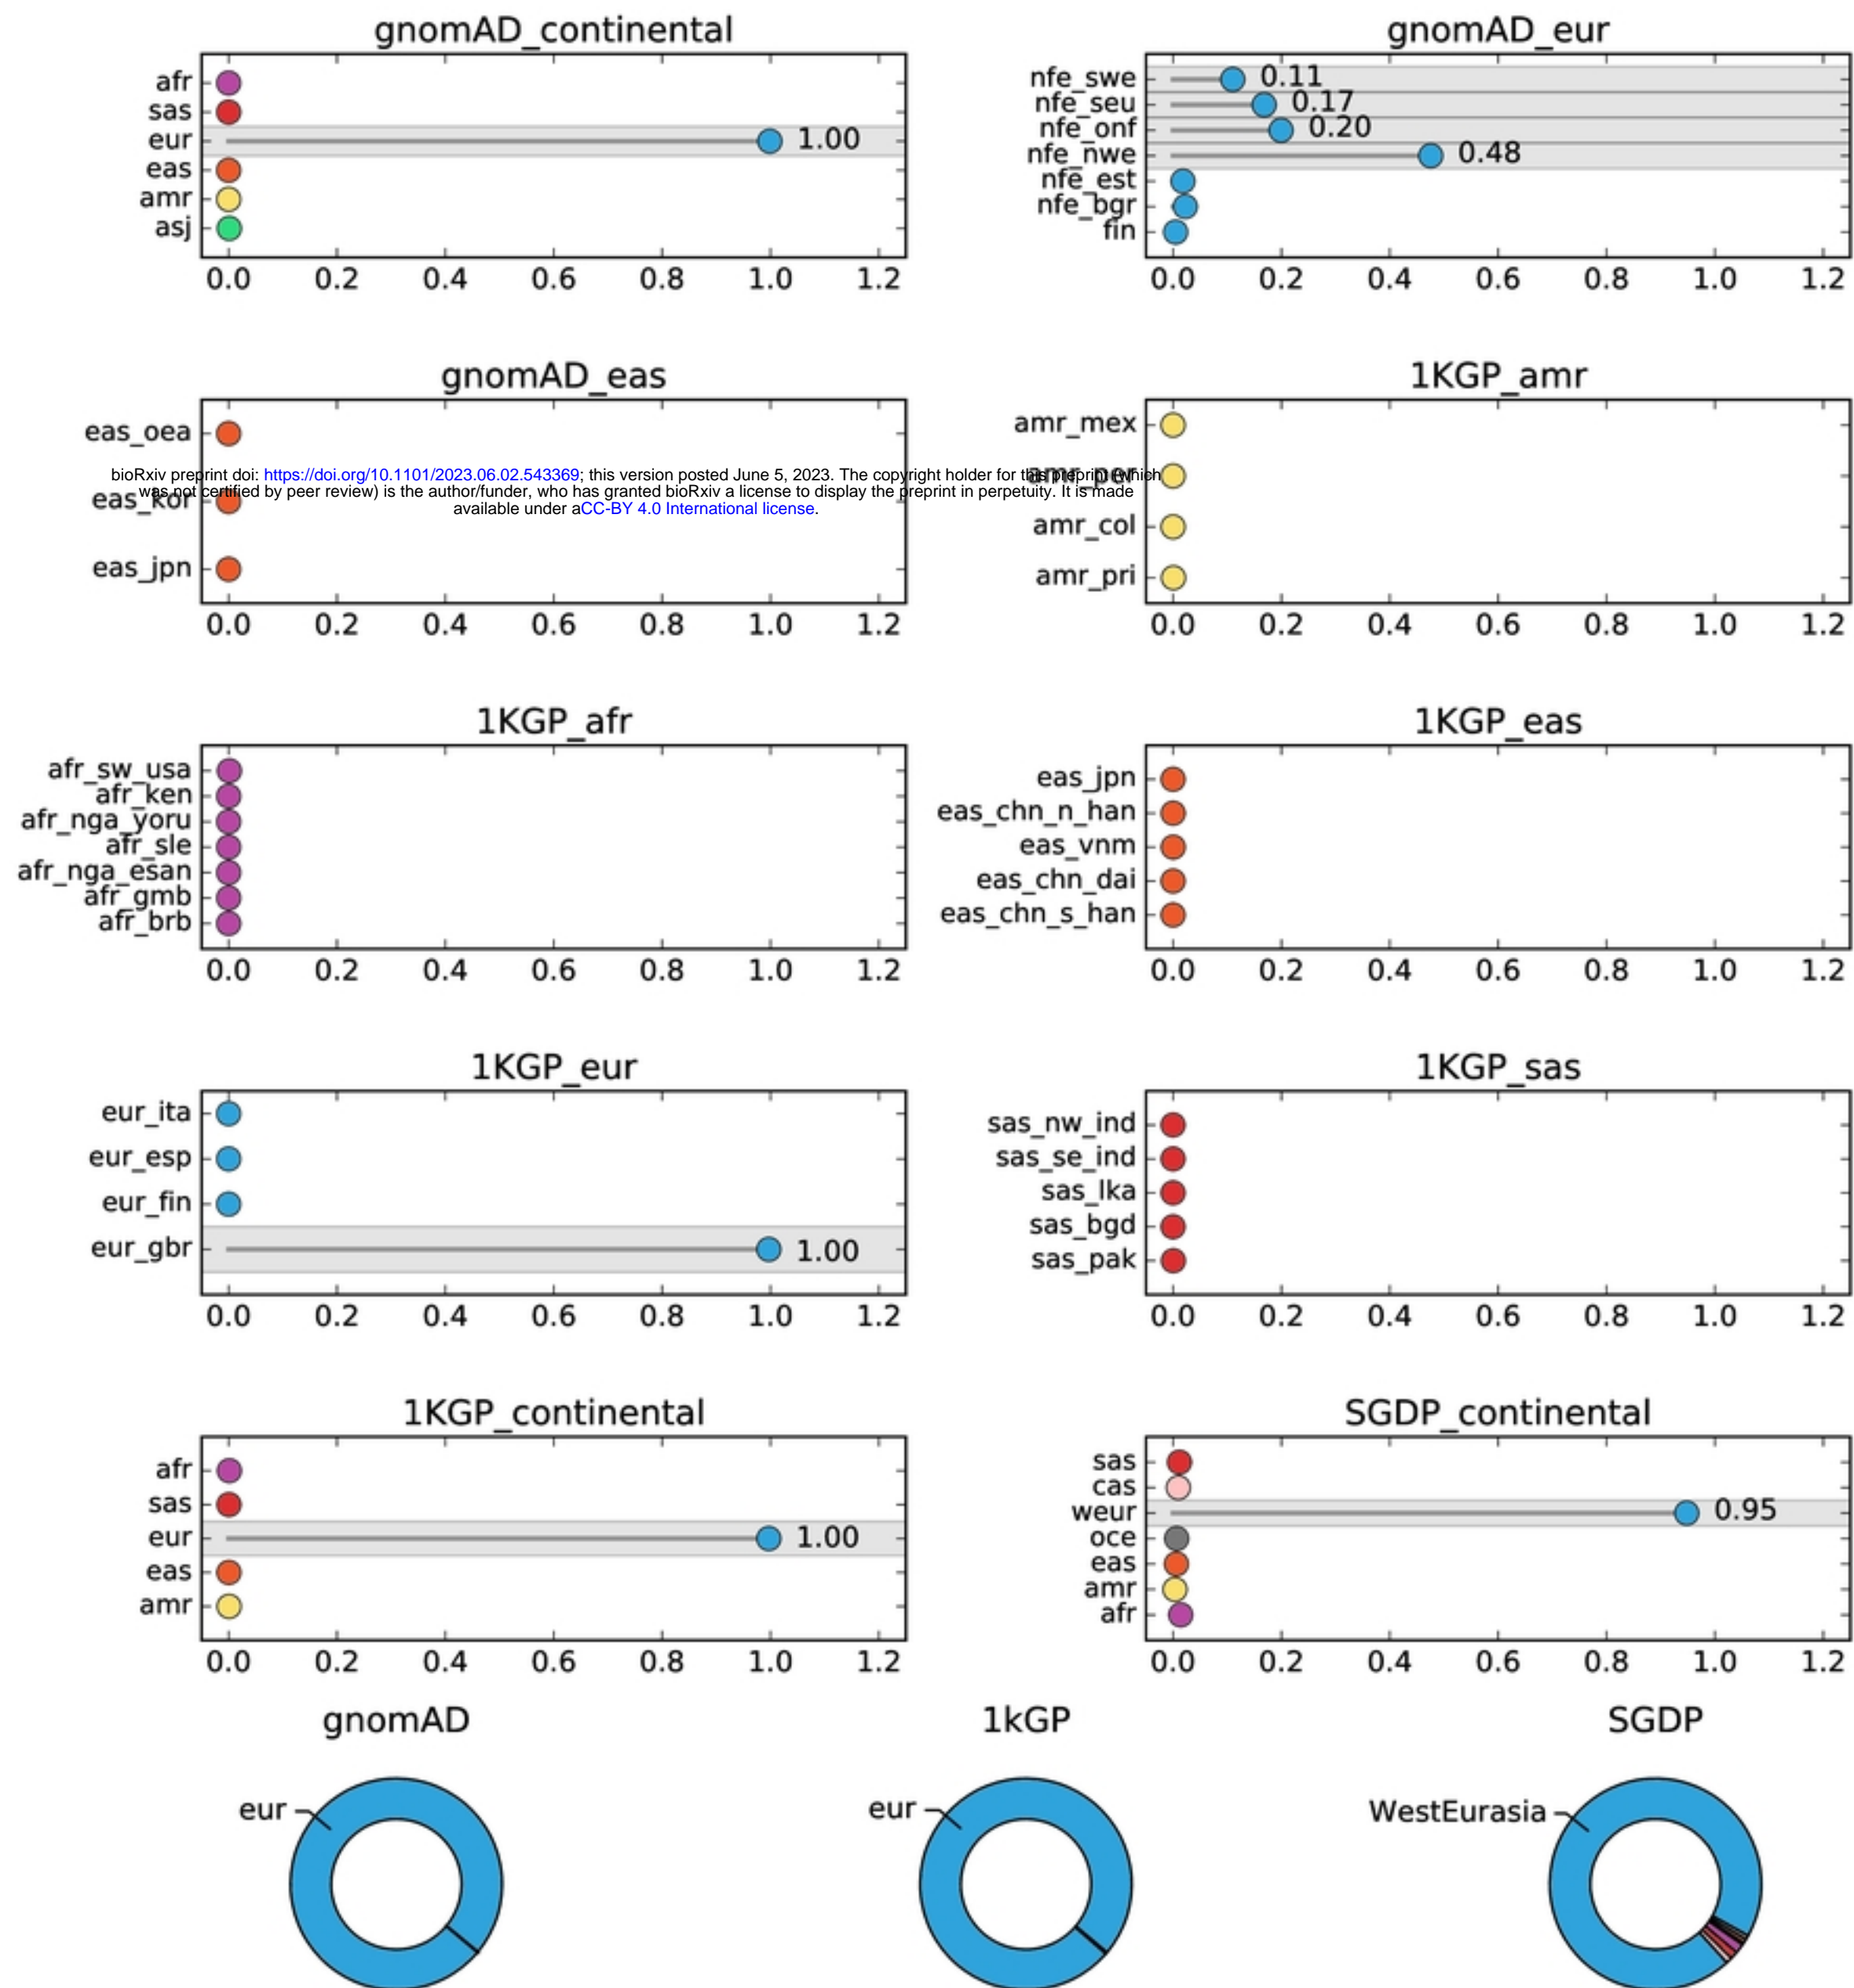 gnomAD_continental
afr
sas
eur
eas
amr
asj
1.00
0.0 0.2 0.4 0.6 0.8 1.0 1.2
gnomAD_eur
nfe_swe
nfe_seu
nfe_onf
nfe_nwe
nfe_est
nfe_bgr
fin
0.11
0.17
0.20
0.48
0.0 0.2 0.4 0.6 0.8 1.0 1.2
gnomAD_eas
eas_oea
eas_kor
eas_jpn
0.0 0.2 0.4 0.6 0.8 1.0 1.2
1KGP_amr
amr_mex
amr_per
amr_col
amr_pri
0.0 0.2 0.4 0.6 0.8 1.0 1.2
bioRxiv preprint doi: https://doi.org/10.1101/2023.06.02.543369; this version posted June 5, 2023. The copyright holder for this preprint (which
was not certified by peer review) is the author/funder, who has granted bioRxiv a license to display the preprint in perpetuity. It is made
available under aCC-BY 4.0 International license.
1KGP_afr
afr_sw_usa
afr_ken
afr_nga_yoru
afr_sle
afr_nga_esan
afr_gmb
afr_brb
0.0 0.2 0.4 0.6 0.8 1.0 1.2
1KGP_eas
eas_jpn
eas_chn_n_han
eas_vnm
eas_chn_dai
eas_chn_s_han
0.0 0.2 0.4 0.6 0.8 1.0 1.2
1KGP_eur
eur_ita
eur_esp
eur_fin
eur_gbr
1.00
0.0 0.2 0.4 0.6 0.8 1.0 1.2
1KGP_sas
sas_nw_ind
sas_se_ind
sas_lka
sas_bgd
sas_pak
0.0 0.2 0.4 0.6 0.8 1.0 1.2
1KGP_continental
afr
sas
eur
eas
amr
1.00
0.0 0.2 0.4 0.6 0.8 1.0 1.2
SGDP_continental
sas
cas
weur
oce
eas
amr
afr
0.95
0.0 0.2 0.4 0.6 0.8 1.0 1.2
gnomAD
eur
1kGP
eur
SGDP
WestEurasia